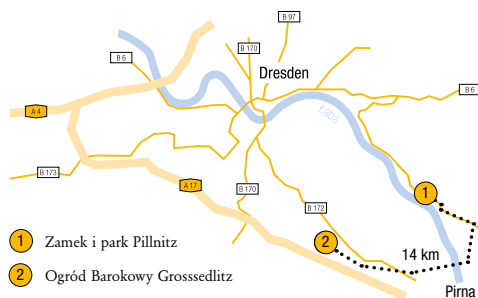 B 97
B 170
B 6
Dresden
B 6
A 4
Łaba
B 173
A 17
B 170
B 172
1
2
14 km
Pirna
1 Zamek i park Pillnitz
2 Ogród Barokowy Grosssedlitz